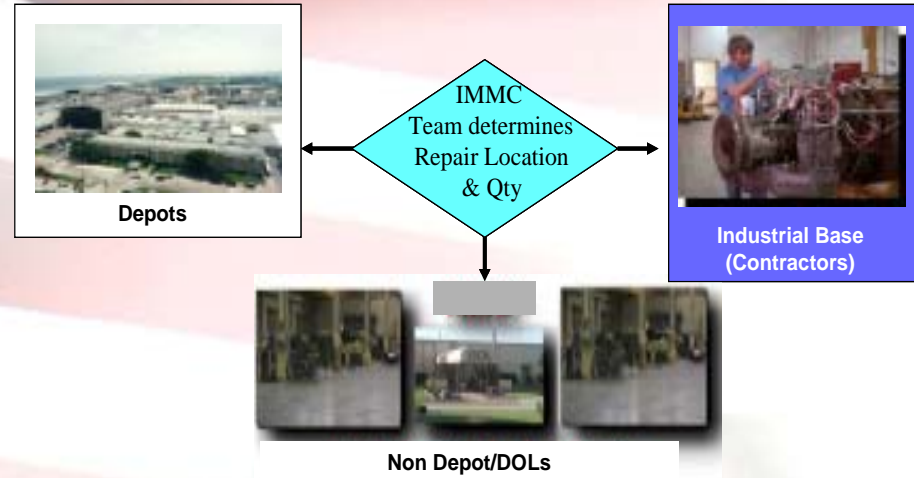 IMMC
Team determines
Repair Location
& Qty
Depots
Industrial Base
(Contractors)
Non Depot/DOLs